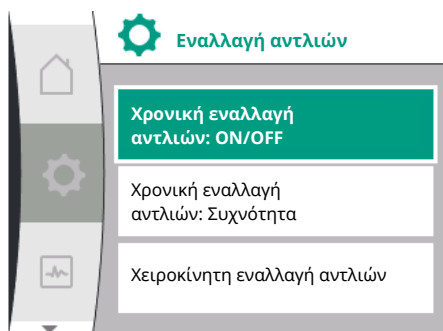 Εναλλαγή αντλιών
Χρονική εναλλαγή
αντλιών: ON/OFF
Χρονική εναλλαγή
αντλιών: Συχνότητα
Χειροκίνητη εναλλαγή αντλιών